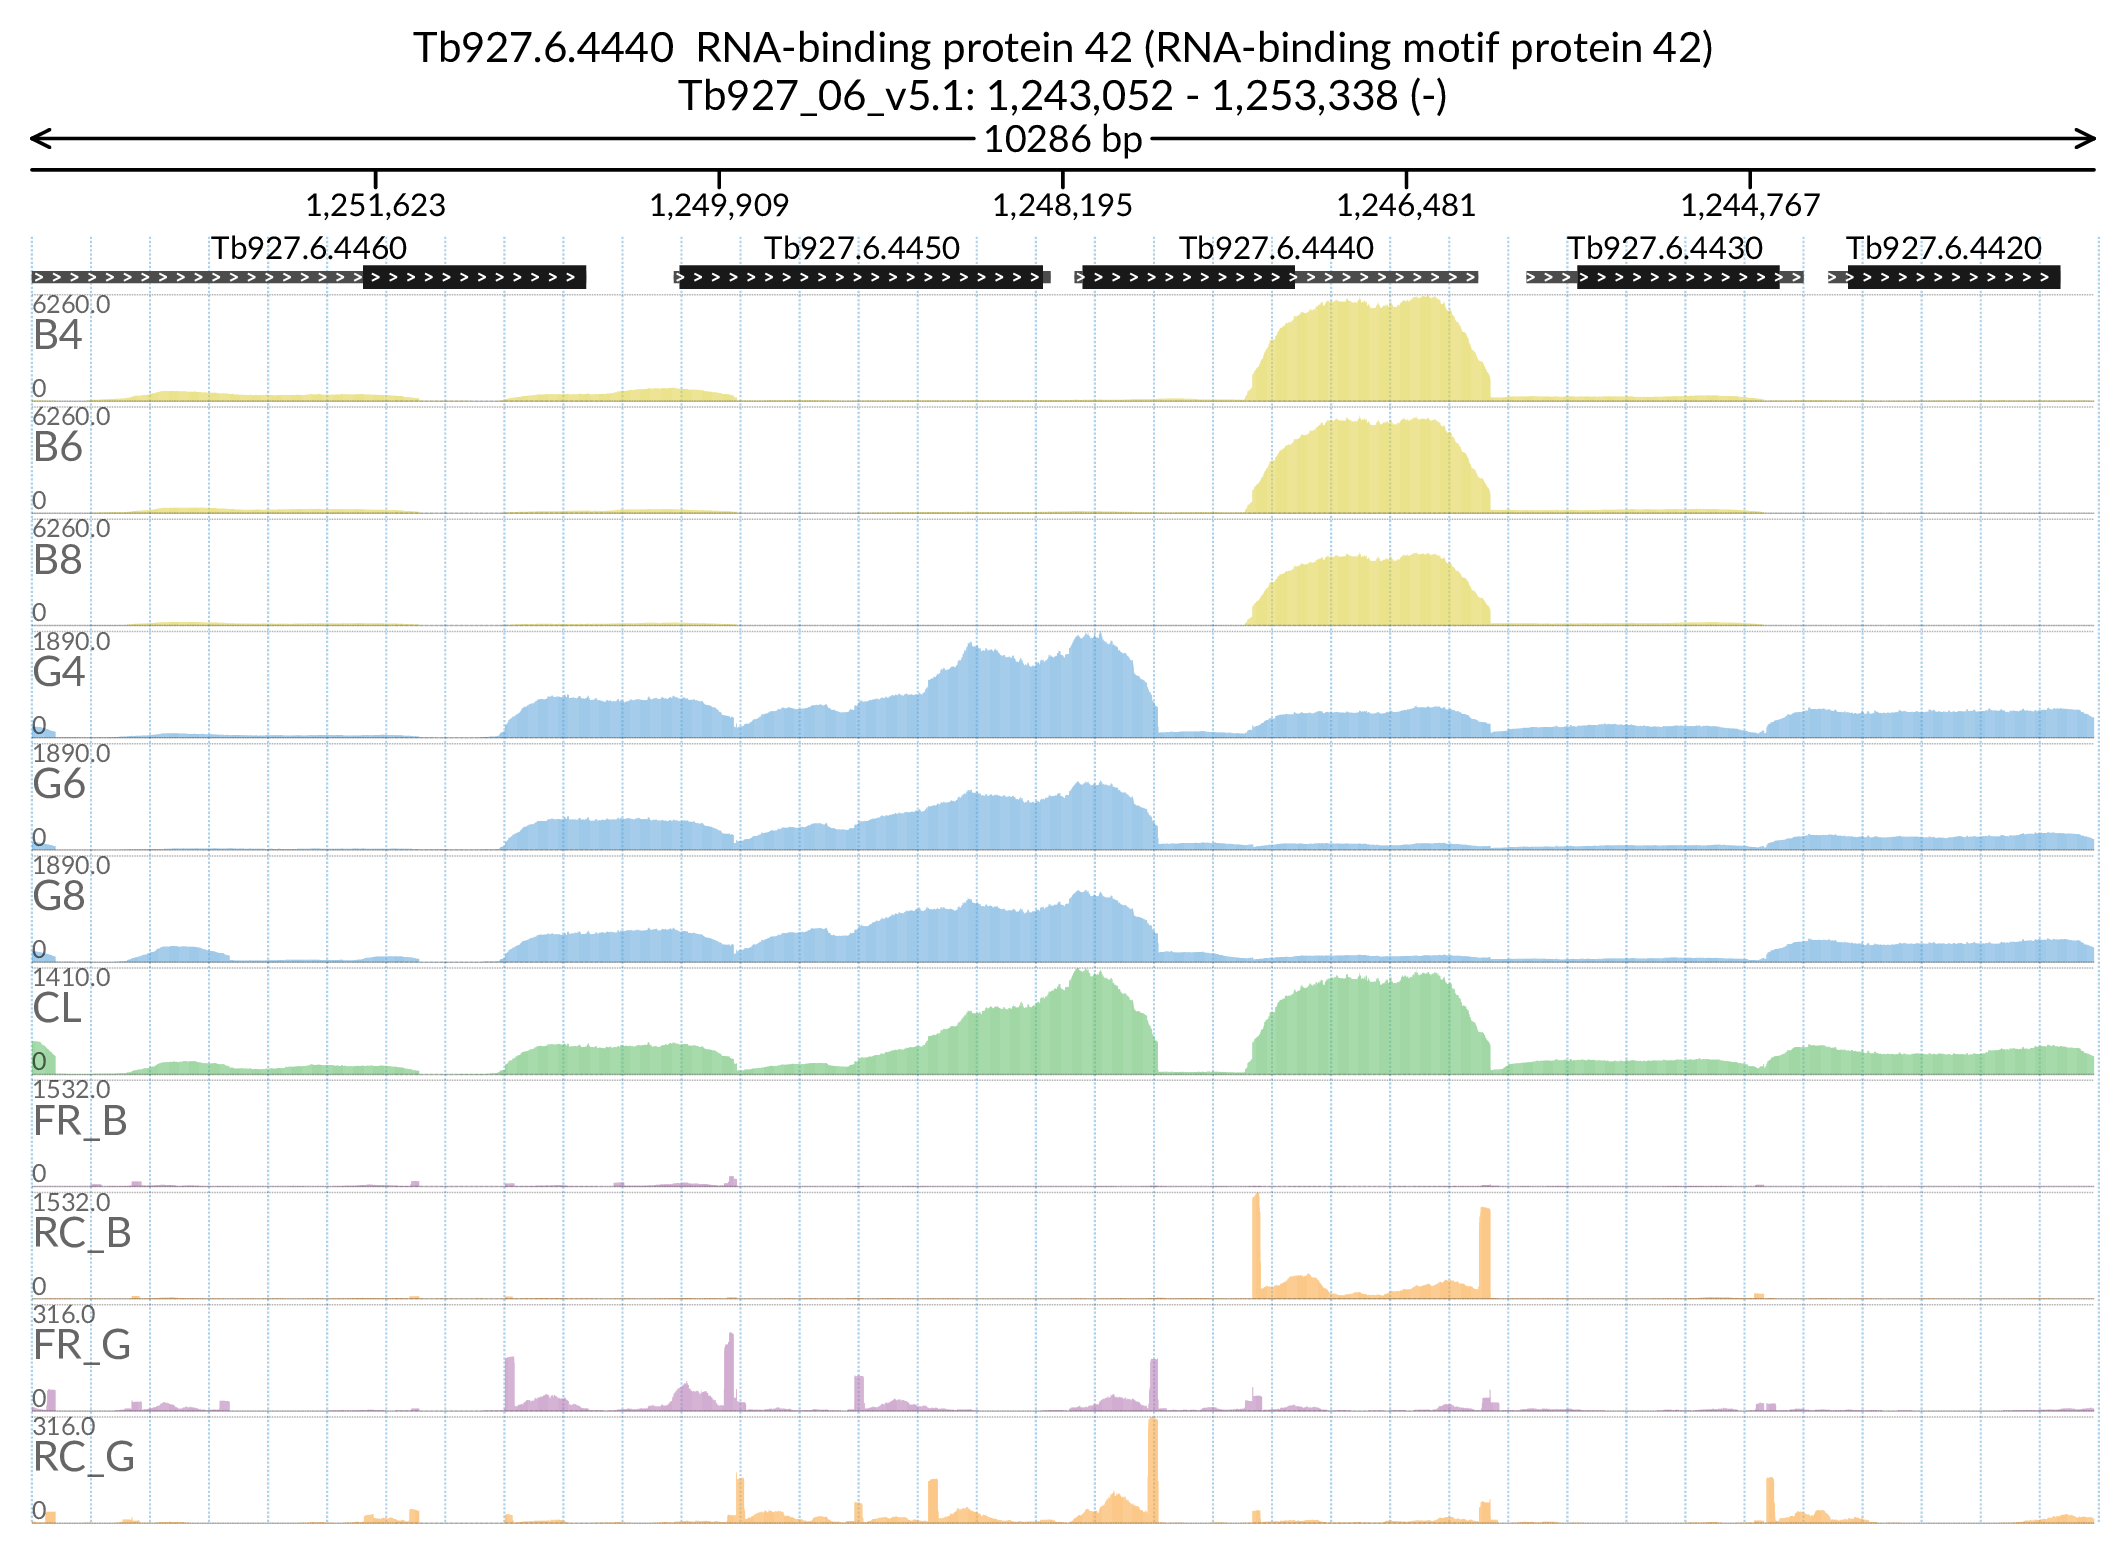 Tb927.6.4440  RNA-binding protein 42 (RNA-binding motif protein 42)
Tb927_06_v5.1: 1,243,052 - 1,253,338 (-)
10286 bp
1,251,623 1,249,909 1,248,195 1,246,481 1,244,767
Tb927.6.4460 Tb927.6.4450 Tb927.6.4440 Tb927.6.4430 Tb927.6.4420
6260.0
B4
0
6260.0
B6
0
6260.0
B8
0
1890.0
G4
0
1890.0
G6
0
1890.0
G8
0
1410.0
CL
0
1532.0
FR_B
0
1532.0
RC_B
0
316.0
FR_G
0
316.0
RC_G
0